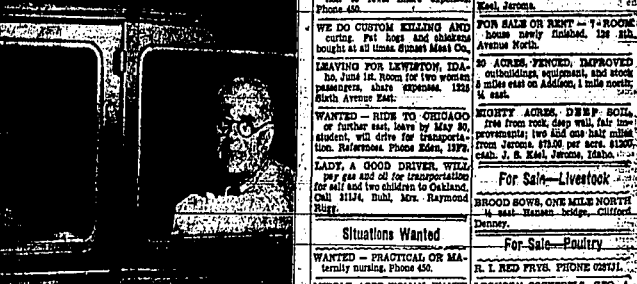 Phone 450.
WE DO CUSTOM KILLING AND
curing. Fat hogs and chickens
bought at all times. Sunset Meat Co.
LEAVING FOR LEWISTON, IDA-
ho, June 1st. Room for two women
passengers, share expenses. 1225
Sixth Avenue East.
WANTED — RIDE TO CHICAGO
or further east, leave by May 30,
student, will drive for transporta-
tion. References. Phone Eden,
LADY, A GOOD DRIVER, WILL
pay gas and oil for transportation
for self and two children to Oakland.
Call 311J4, Buhl, Mrs. Raymond
Rugg.
Situations Wanted
WANTED — PRACTICAL OR MA-
ternity nursing. Phone 450.
Keel, Jerome.
FOR SALE OR RENT — 7-ROOM
house newly finished. 126 8th
Avenue North.
30 ACRES, FENCED, IMPROVED
outbuildings, equipment, and stock
5 miles east on Addison, 1 mile north,
¼ east.
EIGHTY ACRES, DEEP SOIL,
free from rock, deep well, fair im-
provements; two and one-half miles
from Jerome. $75.00 per acre. $1200
cash. J. S. Keel, Jerome, Idaho.
For Sale—Livestock
BROOD SOWS, ONE MILE NORTH
½ east Hansen bridge, Clifford
Denney.
For Sale—Poultry
R. I. RED FRYS. PHONE